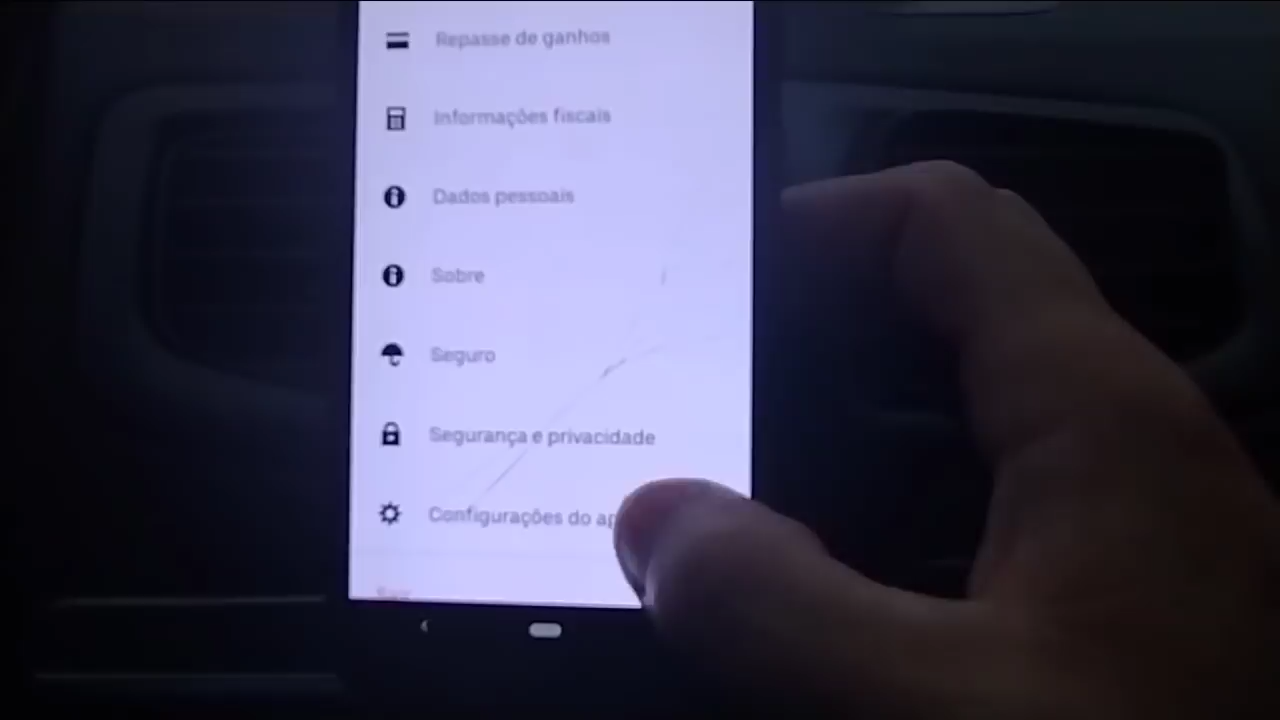 Repasse de ganhos
Informações fiscais
Dados pessoais
Sobre
Seguro
Segurança e privacidade
Configurações do ap